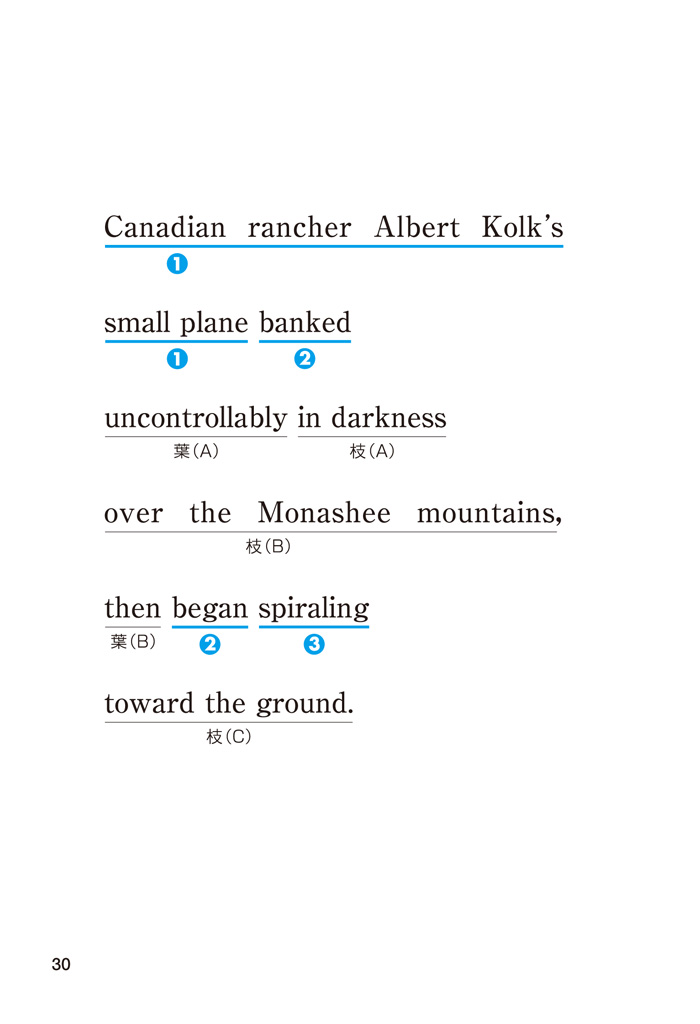 Canadian rancher Albert Kolk's
❶
small plane banked
❶ ❷
uncontrollably in darkness
葉(A) 枝(A)
over the Monashee mountains,
枝(B)
then began spiraling
葉(B) ❷ ❸
toward the ground.
枝(C)
30